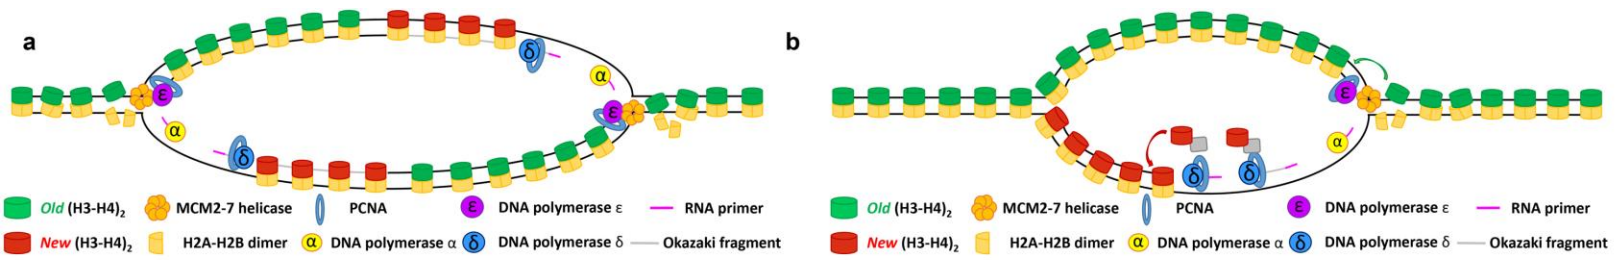 a
δ
α
ε
ε
α
δ
Old (H3-H4)₂ MCM2-7 helicase PCNA ε DNA polymerase ε RNA primer
New (H3-H4)₂ H2A-H2B dimer α DNA polymerase α δ DNA polymerase δ Okazaki fragment
b
ε
α
δ
δ
Old (H3-H4)₂ MCM2-7 helicase PCNA ε DNA polymerase ε RNA primer
New (H3-H4)₂ H2A-H2B dimer α DNA polymerase α δ DNA polymerase δ Okazaki fragment